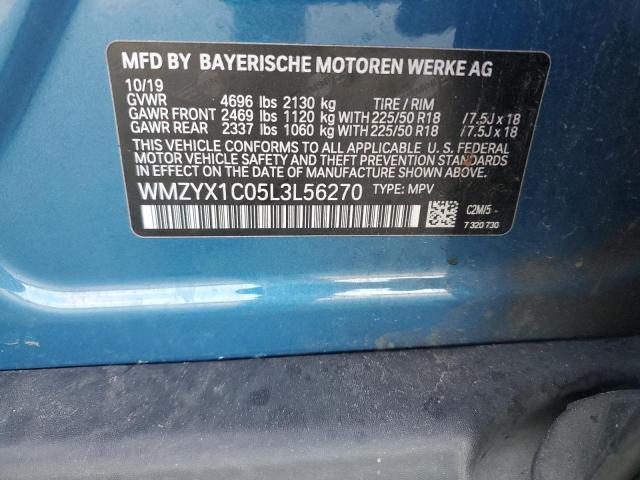 MFD BY BAYERISCHE MOTOREN WERKE AG
10/19
GVWR 4696 lbs 2130 kg TIRE / RIM
GAWR FRONT 2469 lbs 1120 kg WITH 225/50 R18 / 7.5J x 18
GAWR REAR 2337 lbs 1060 kg WITH 225/50 R18 / 7.5J x 18
THIS VEHICLE CONFORMS TO ALL APPLICABLE U. S. FEDERAL
MOTOR VEHICLE SAFETY, BUMPER, AND THEFT PREVENTION STANDARDS
IN EFFECT ON THE DATE OF MANUFACTURE SHOWN ABOVE.
WMZYX1C05L3L56270 TYPE: MPV
C2M/5 -
7 320 730